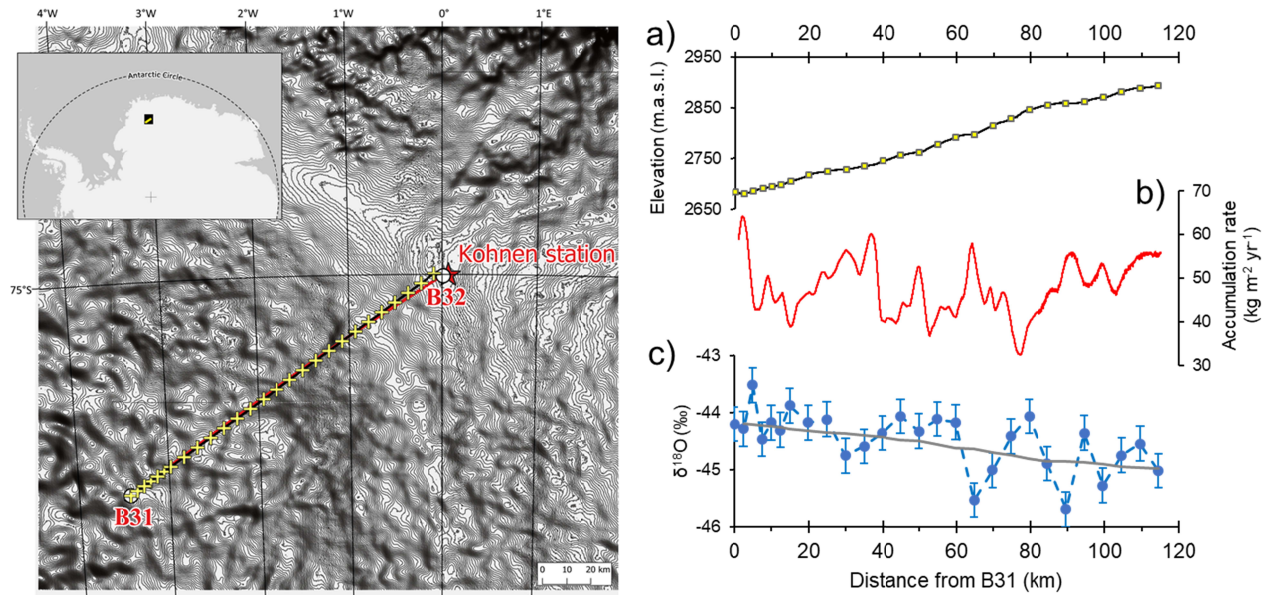 4°W 3°W 2°W 1°W 0° 1°E
Antarctic Circle
75°S
Kohnen station
B32
B31
0 10 20 km
a)
0 20 40 60 80 100 120
2950
2850
2750
2650
Elevation (m.a.s.l.)
b)
70
60
50
40
30
Accumulation rate
(kg m⁻² yr⁻¹)
c)
-43
-44
-45
-46
δ¹⁸O (‰)
0 20 40 60 80 100 120
Distance from B31 (km)